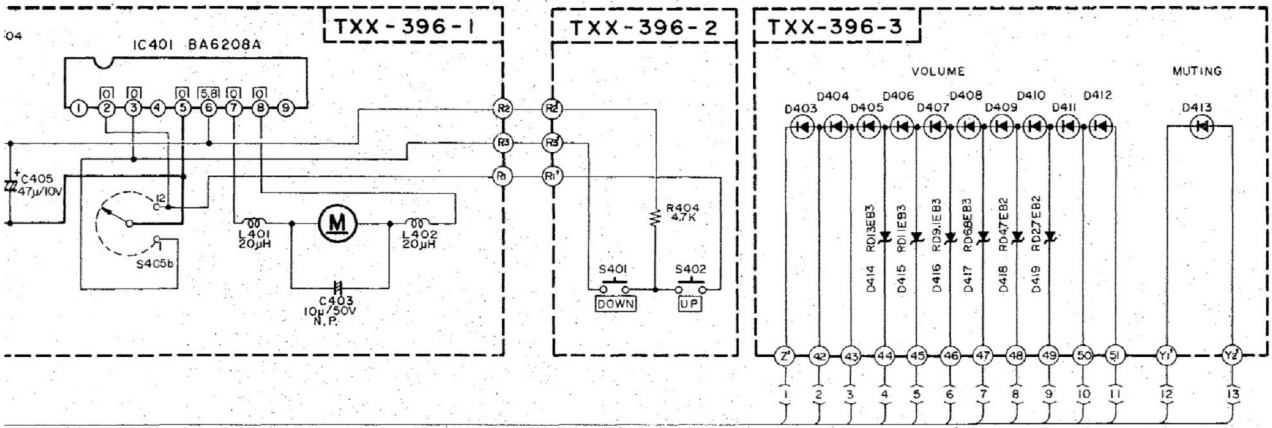 04
TXX-396-1
IC401 BA6208A
0 0 0 5.8 0 0
1 2 3 4 5 6 7 8 9
R2
R3
R1
C405
47μ/10V
12
1
S405b
L401
20μH
M
L402
20μH
C403
10μ/50V
N.P.
TXX-396-2
R2'
R3'
R1'
R404
4.7K
S401
S402
DOWN
UP
TXX-396-3
VOLUME
MUTING
D403 D404 D405 D406 D407 D408 D409 D410 D411 D412
D413
D414 RD13EB3
D415 RD11EB3
D416 RD9.1EB3
D417 RD6.8EB3
D418 RD4.7EB2
D419 RD2.7EB2
Z' 42 43 44 45 46 47 48 49 50 51 Y1' Y2'
1 2 3 4 5 6 7 8 9 10 11 12 13